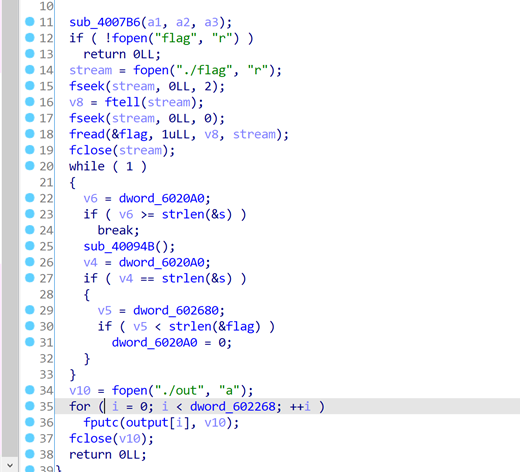 10
11 sub_4007B6(a1, a2, a3);
12 if ( !fopen("flag", "r") )
13 return 0LL;
14 stream = fopen("./flag", "r");
15 fseek(stream, 0LL, 2);
16 v8 = ftell(stream);
17 fseek(stream, 0LL, 0);
18 fread(&flag, 1uLL, v8, stream);
19 fclose(stream);
20 while ( 1 )
21 {
22 v6 = dword_6020A0;
23 if ( v6 >= strlen(&s) )
24 break;
25 sub_40094B();
26 v4 = dword_6020A0;
27 if ( v4 == strlen(&s) )
28 {
29 v5 = dword_602680;
30 if ( v5 < strlen(&flag) )
31 dword_6020A0 = 0;
32 }
33 }
34 v10 = fopen("./out", "a");
35 for ( i = 0; i < dword_602268; ++i )
36 fputc(output[i], v10);
37 fclose(v10);
38 return 0LL;
39 }